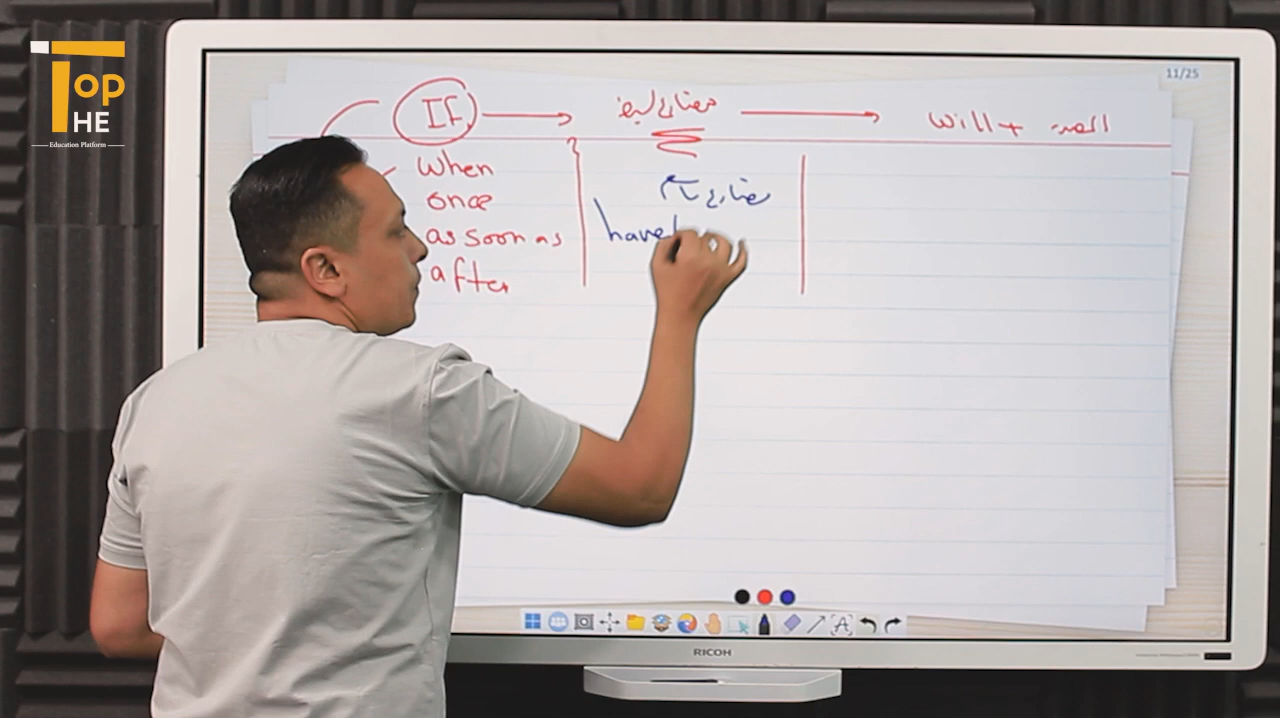 TOP
THE
Education Platform
11/25
If → مضارع بسيط → will + المصدر
When
once
as soon as
after
مضارع تام
have
RICOH